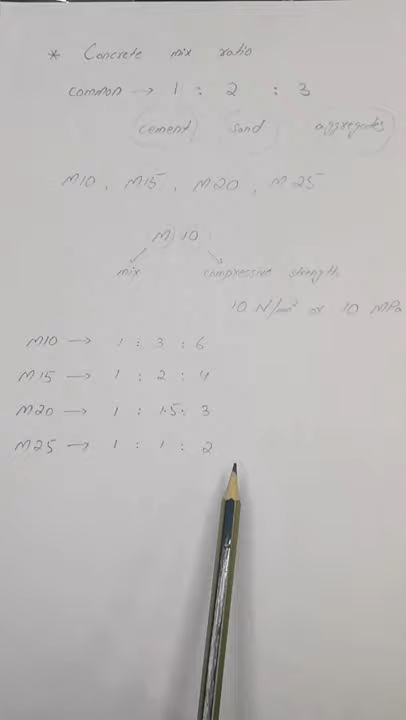 * Concrete mix ratio
common → 1 : 2 : 3
cement sand aggregates
M10, M15, M20, M25
M 10
mix compressive strength
10 N/mm² or 10 MPa
M10 → 1 : 3 : 6
M15 → 1 : 2 : 4
M20 → 1 : 1.5 : 3
M25 → 1 : 1 : 2